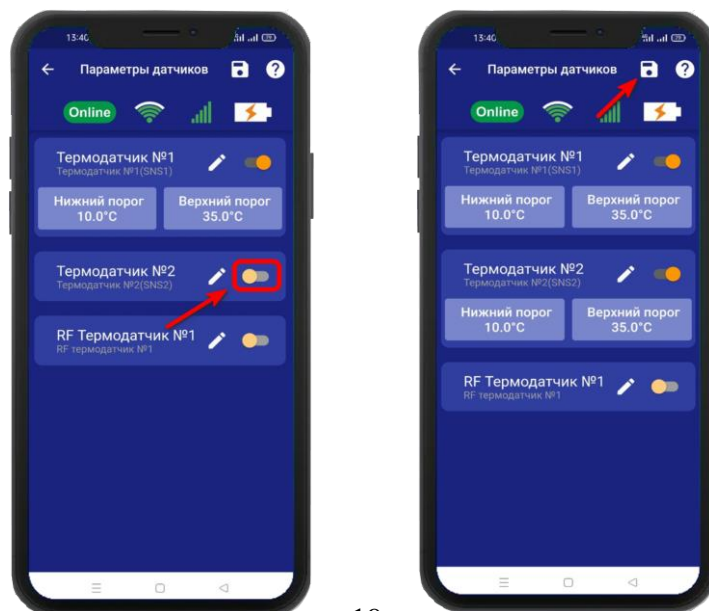 13:40
Параметры датчиков
Online
Термодатчик №1
Термодатчик №1(SNS1)
Нижний порог
10.0°C
Верхний порог
35.0°C
Термодатчик №2
Термодатчик №2(SNS2)
RF Термодатчик №1
RF термодатчик №1
13:40
Параметры датчиков
Online
Термодатчик №1
Термодатчик №1(SNS1)
Нижний порог
10.0°C
Верхний порог
35.0°C
Термодатчик №2
Термодатчик №2(SNS2)
Нижний порог
10.0°C
Верхний порог
35.0°C
RF Термодатчик №1
RF термодатчик №1